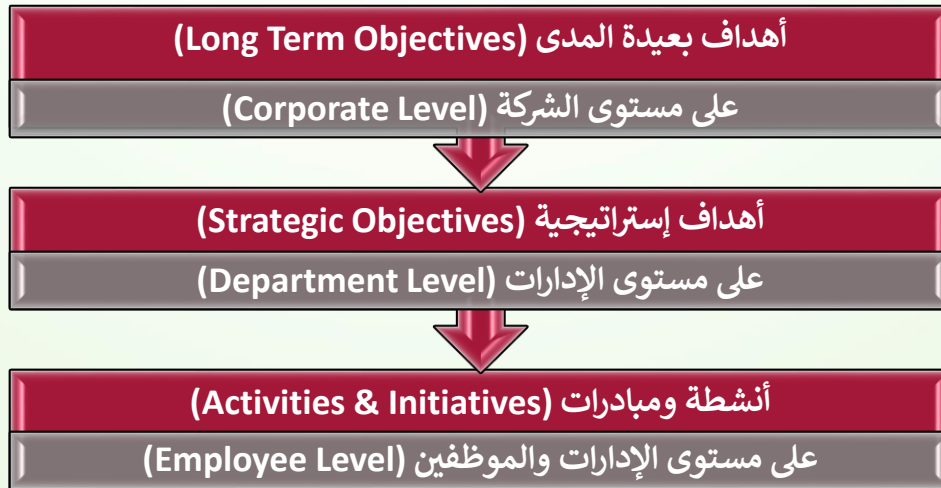 أهداف بعيدة المدى (Long Term Objectives)
على مستوى الشركة (Corporate Level)
أهداف إستراتيجية (Strategic Objectives)
على مستوى الإدارات (Department Level)
أنشطة ومبادرات (Activities & Initiatives)
على مستوى الإدارات والموظفين (Employee Level)